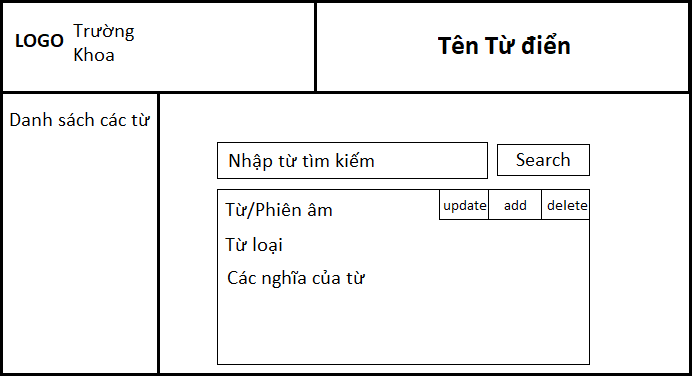 LOGO
Trường
Khoa
Tên Từ điển
Danh sách các từ
Nhập từ tìm kiếm
Search
Từ/Phiên âm
update
add
delete
Từ loại
Các nghĩa của từ